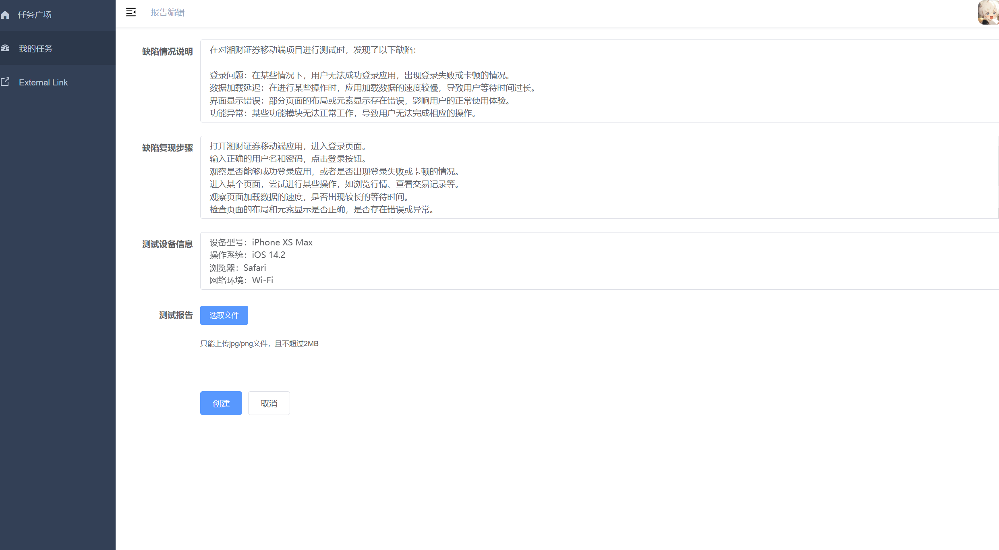 任务广场
我的任务
External Link
报告编辑
缺陷情况说明
在对湘财证券移动端项目进行测试时，发现了以下缺陷：
登录问题：在某些情况下，用户无法成功登录应用，出现登录失败或卡顿的情况。
数据加载延迟：在进行某些操作时，应用加载数据的速度较慢，导致用户等待时间过长。
界面显示错误：部分页面的布局或元素显示存在错误，影响用户的正常使用体验。
功能异常：某些功能模块无法正常工作，导致用户无法完成相应的操作。
缺陷复现步骤
打开湘财证券移动端应用，进入登录页面。
输入正确的用户名和密码，点击登录按钮。
观察是否能够成功登录应用，或者是否出现登录失败或卡顿的情况。
进入某个页面，尝试进行某些操作，如浏览行情、查看交易记录等。
观察页面加载数据的速度，是否出现较长的等待时间。
检查页面的布局和元素显示是否正确，是否存在错误或异常。
测试设备信息
设备型号：iPhone XS Max
操作系统：iOS 14.2
浏览器：Safari
网络环境：Wi-Fi
测试报告
选取文件
只能上传jpg/png文件，且不超过2MB
创建
取消